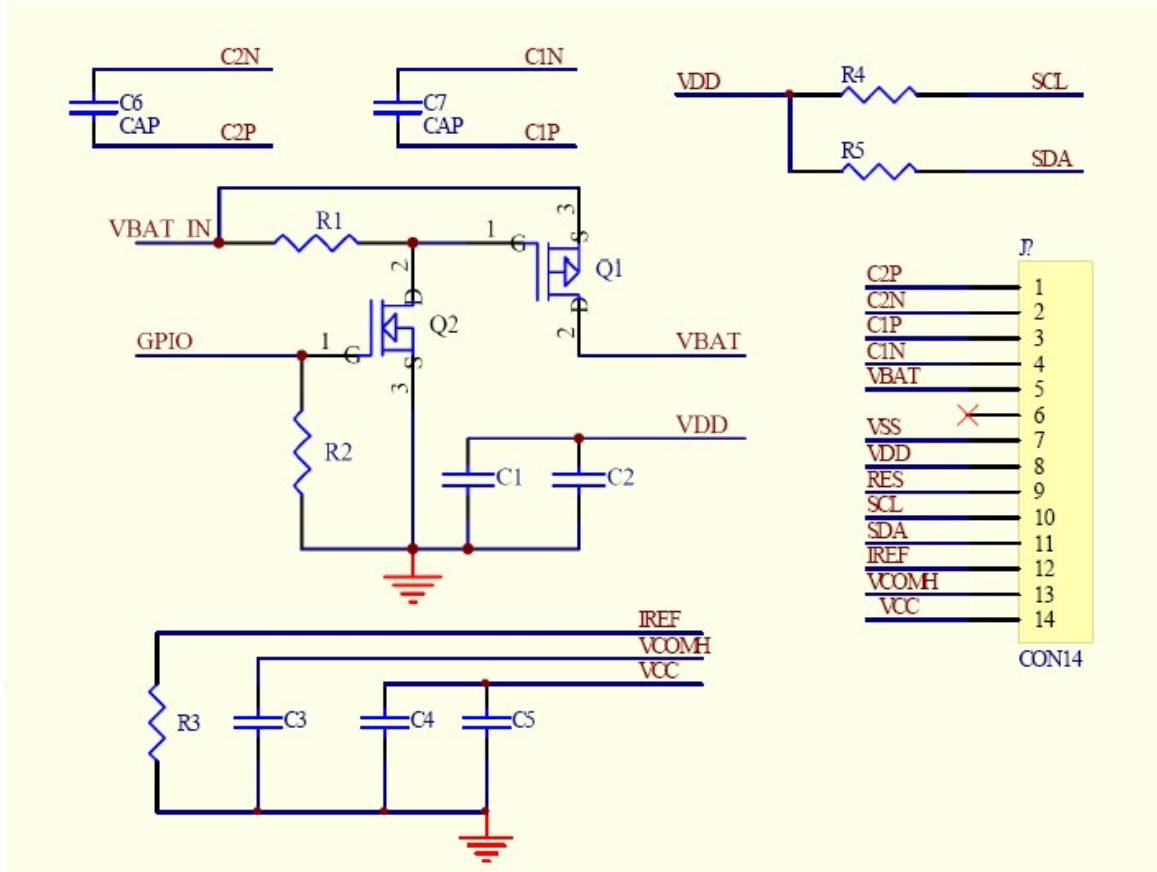 C2N
C6
CAP
C2P
C1N
C7
CAP
C1P
VDD
R4
SCL
R5
SDA
VBAT IN
R1
1
G
3
S
Q1
D
2
VBAT
2
D
Q2
GPIO
1
G
S
3
R2
VDD
C1
C2
J?
C2P 1
C2N 2
C1P 3
C1N 4
VBAT 5
6
VSS 7
VDD 8
RES 9
SCL 10
SDA 11
IREF 12
VCOMH 13
VCC 14
CON14
IREF
VCOMH
VCC
R3
C3
C4
C5